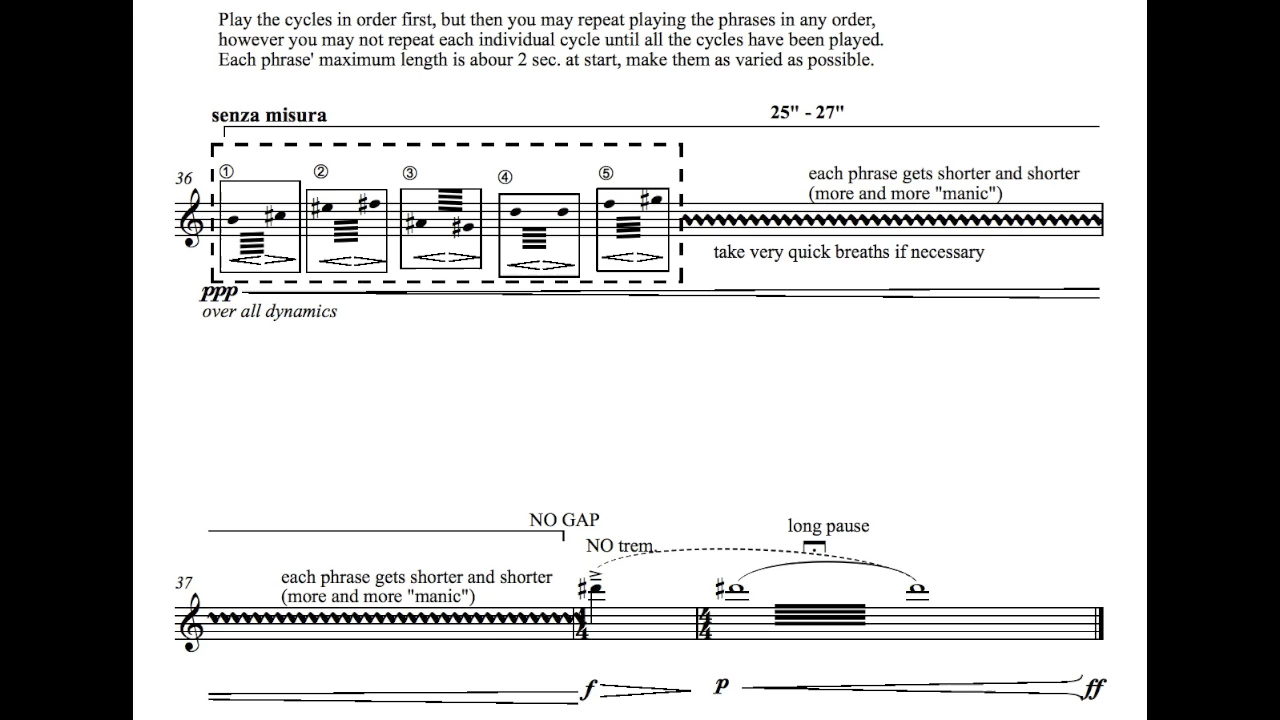 Play the cycles in order first, but then you may repeat playing the phrases in any order,
however you may not repeat each individual cycle until all the cycles have been played.
Each phrase' maximum length is abour 2 sec. at start, make them as varied as possible.
senza misura
25" - 27"
36
① ② ③ ④ ⑤
each phrase gets shorter and shorter
(more and more "manic")
take very quick breaths if necessary
ppp
over all dynamics
NO GAP
long pause
NO trem.
37
each phrase gets shorter and shorter
(more and more "manic")
1
4
4
4
f
p
ff